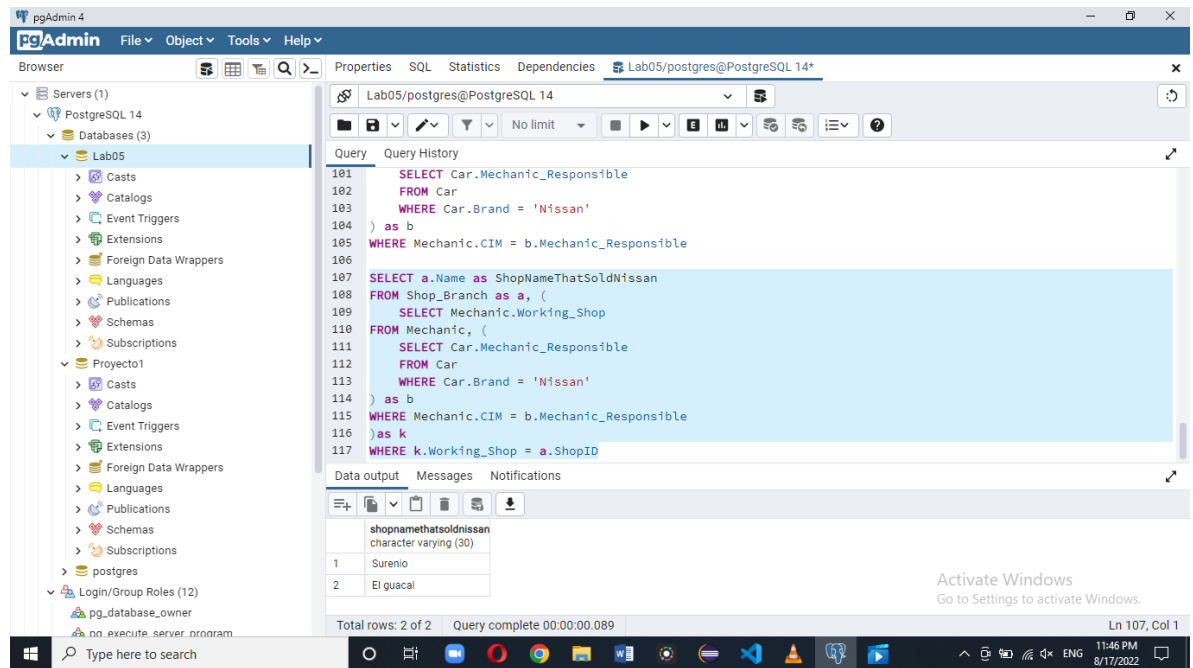 pgAdmin 4
pgAdmin File Object Tools Help
Browser
Properties SQL Statistics Dependencies Lab05/postgres@PostgreSQL 14*
Servers (1)
PostgreSQL 14
Databases (3)
Lab05
Casts
Catalogs
Event Triggers
Extensions
Foreign Data Wrappers
Languages
Publications
Schemas
Subscriptions
Proyecto1
Casts
Catalogs
Event Triggers
Extensions
Foreign Data Wrappers
Languages
Publications
Schemas
Subscriptions
postgres
Login/Group Roles (12)
pg_database_owner
pg_execute_server_program
Lab05/postgres@PostgreSQL 14
No limit
E
Query Query History
101 SELECT Car.Mechanic_Responsible
102 FROM Car
103 WHERE Car.Brand = 'Nissan'
104 ) as b
105 WHERE Mechanic.CIM = b.Mechanic_Responsible
106
107 SELECT a.Name as ShopNameThatSoldNissan
108 FROM Shop_Branch as a, (
109 SELECT Mechanic.Working_Shop
110 FROM Mechanic, (
111 SELECT Car.Mechanic_Responsible
112 FROM Car
113 WHERE Car.Brand = 'Nissan'
114 ) as b
115 WHERE Mechanic.CIM = b.Mechanic_Responsible
116 )as k
117 WHERE k.Working_Shop = a.ShopID
Data output Messages Notifications
shopnamethatsoldnissan
character varying (30)
1 Surenio
2 El guacal
Activate Windows
Go to Settings to activate Windows.
Total rows: 2 of 2 Query complete 00:00:00.089 Ln 107, Col 1
Type here to search
ENG
11:46 PM
8/17/2022